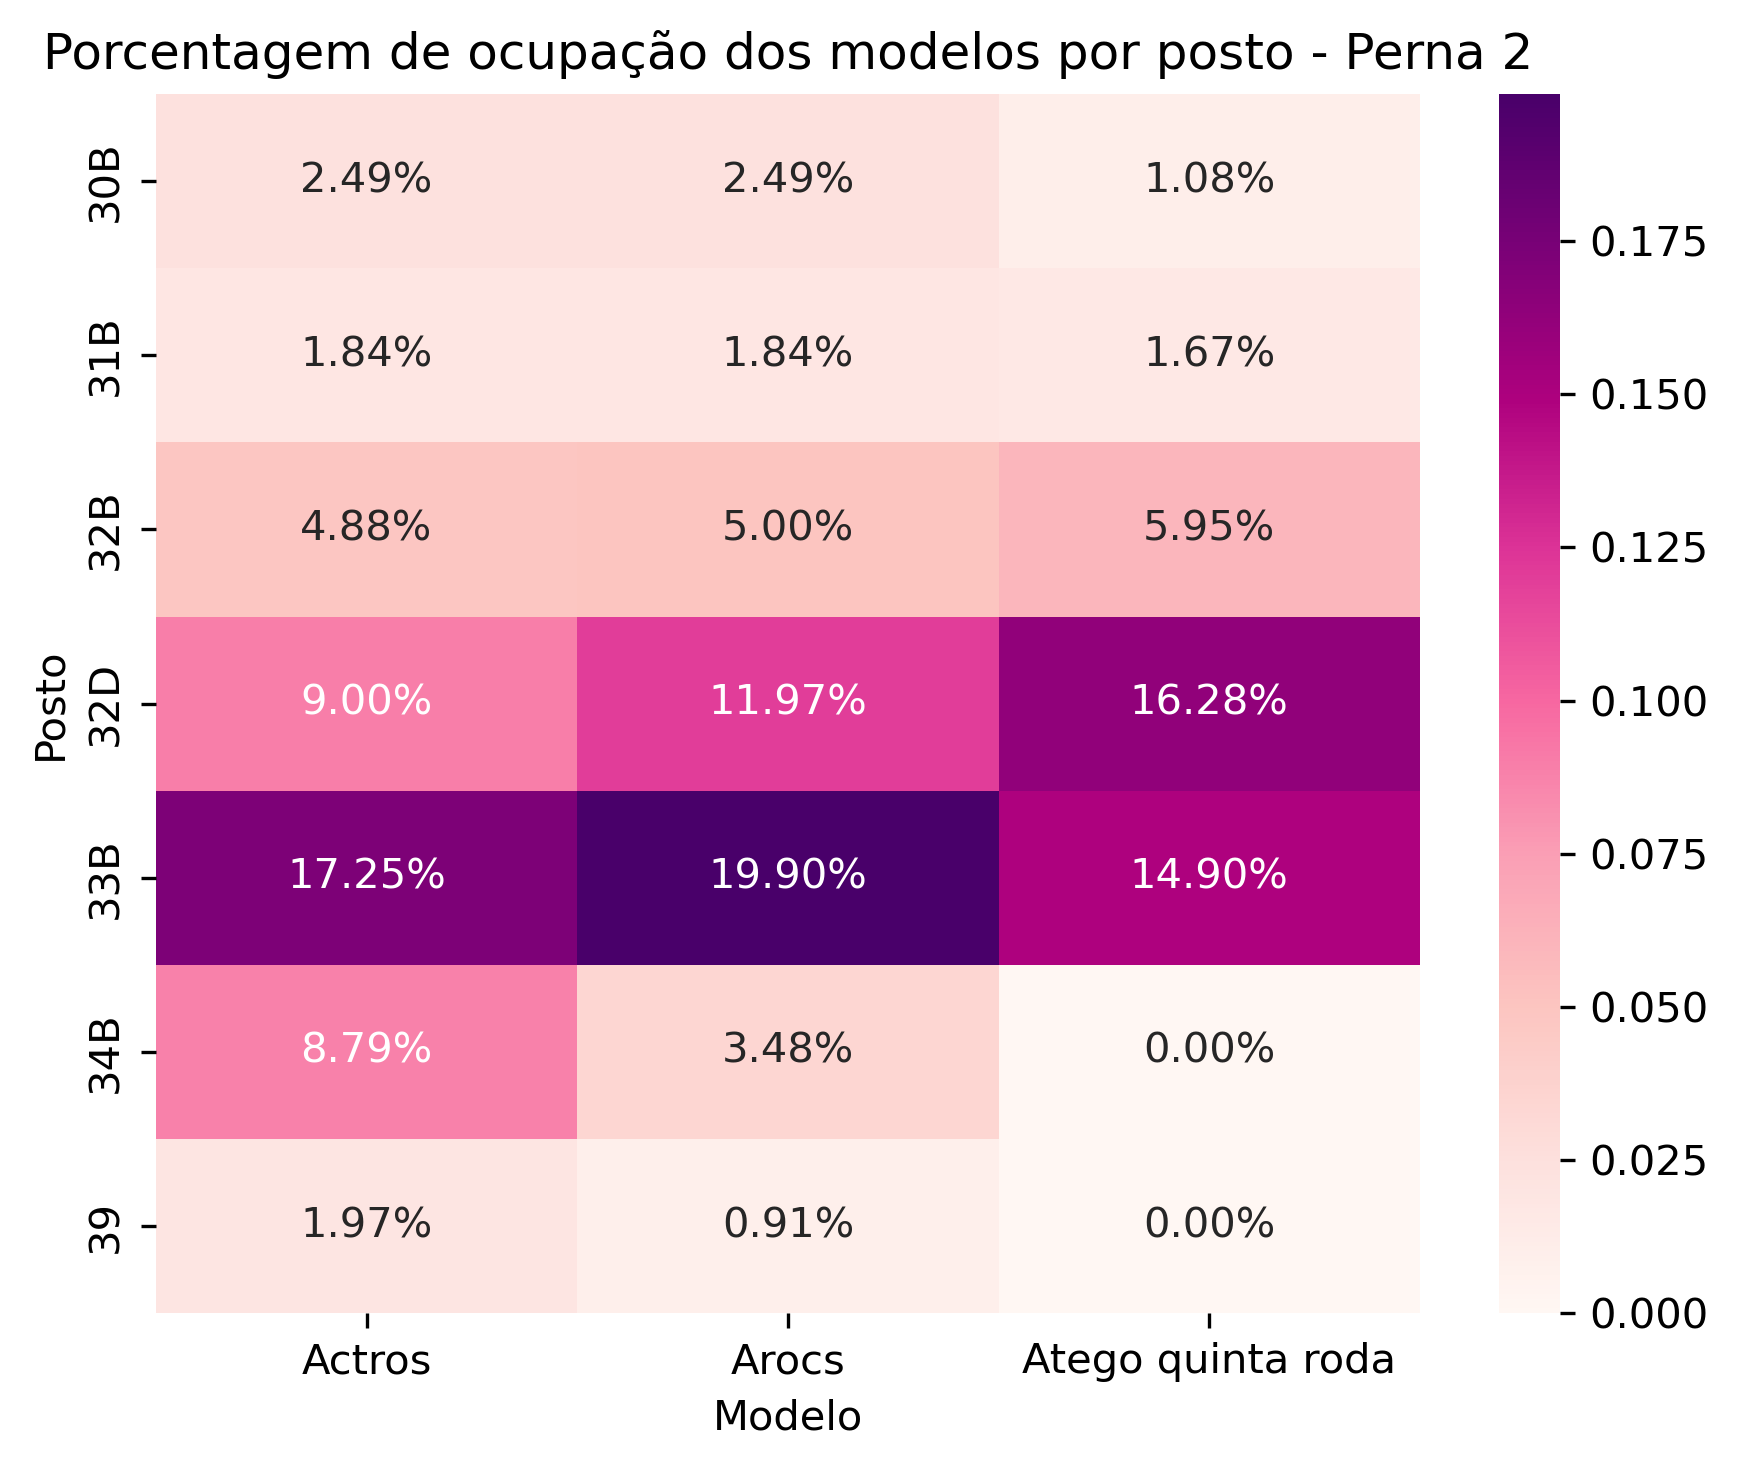 Porcentagem de ocupação dos modelos por posto - Perna 2
30B 2.49% 2.49% 1.08%
31B 1.84% 1.84% 1.67%
32B 4.88% 5.00% 5.95%
32D 9.00% 11.97% 16.28%
33B 17.25% 19.90% 14.90%
34B 8.79% 3.48% 0.00%
39 1.97% 0.91% 0.00%
Posto
Actros Arocs Atego quinta roda
Modelo
0.175
0.150
0.125
0.100
0.075
0.050
0.025
0.000